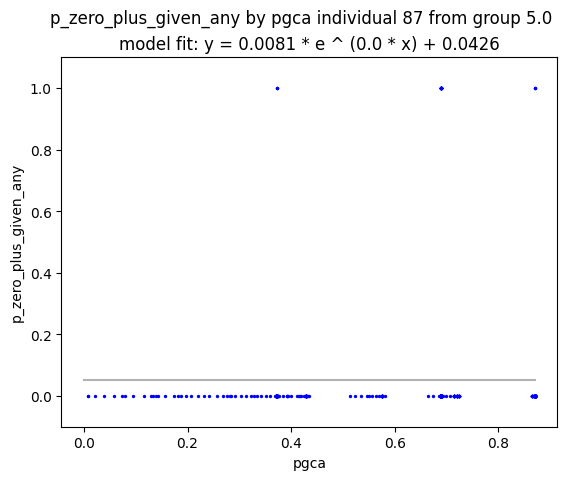 p_zero_plus_given_any by pgca individual 87 from group 5.0
model fit: y = 0.0081 * e ^ (0.0 * x) + 0.0426
1.0
0.8
0.6
0.4
0.2
0.0
p_zero_plus_given_any
0.0 0.2 0.4 0.6 0.8
pgca